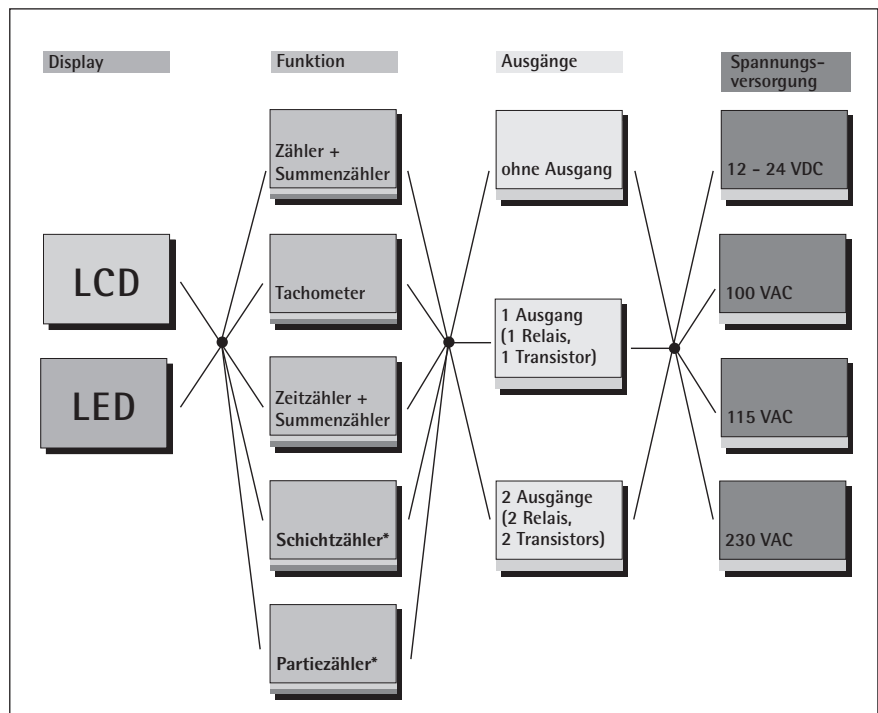 Display
Funktion
Ausgänge
Spannungs-
versorgung
LCD
LED
Zähler +
Summenzähler
Tachometer
Zeitzähler +
Summenzähler
Schichtzähler*
Partiezähler*
ohne Ausgang
1 Ausgang
(1 Relais,
1 Transistor)
2 Ausgänge
(2 Relais,
2 Transistors)
12 - 24 VDC
100 VAC
115 VAC
230 VAC